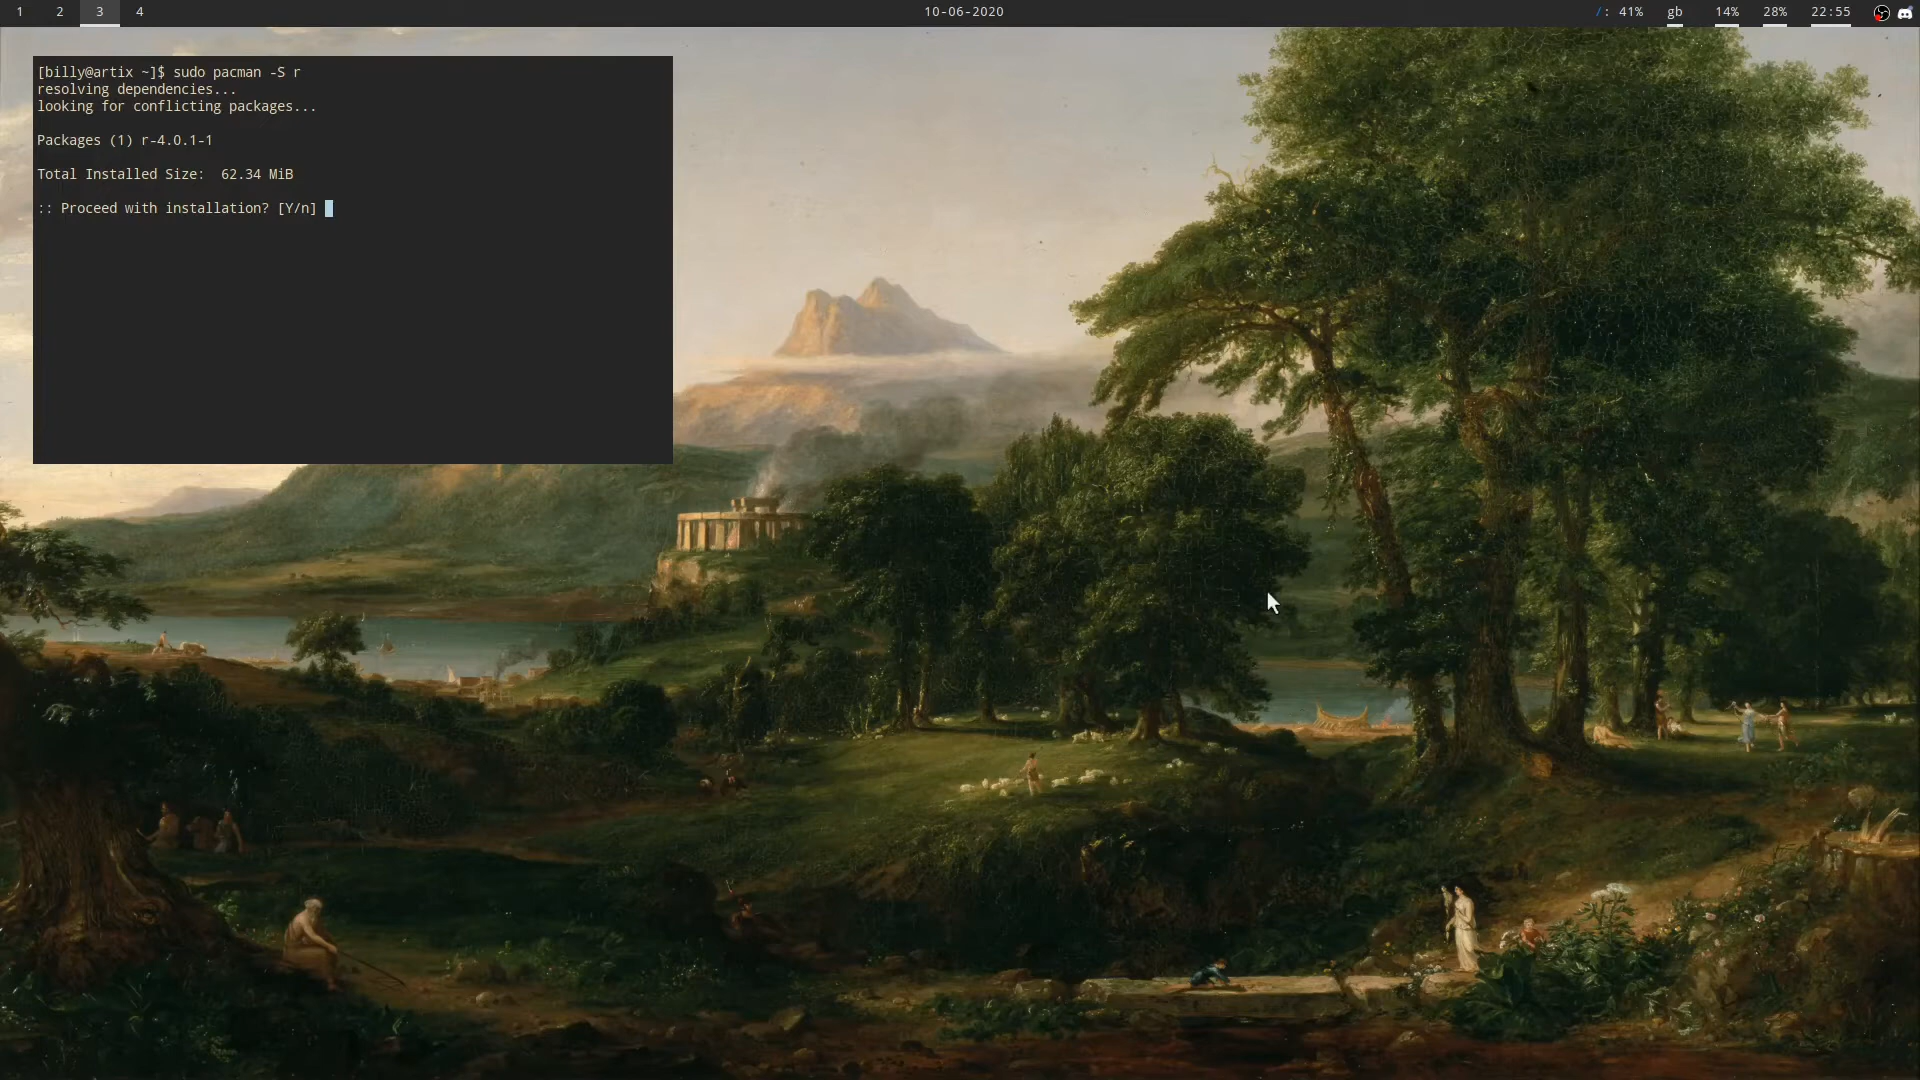 1 2 3 4 10-06-2020 /: 41% gb 14% 28% 22:55
[billy@artix ~]$ sudo pacman -S r
resolving dependencies...
looking for conflicting packages...
Packages (1) r-4.0.1-1
Total Installed Size:  62.34 MiB
:: Proceed with installation? [Y/n]